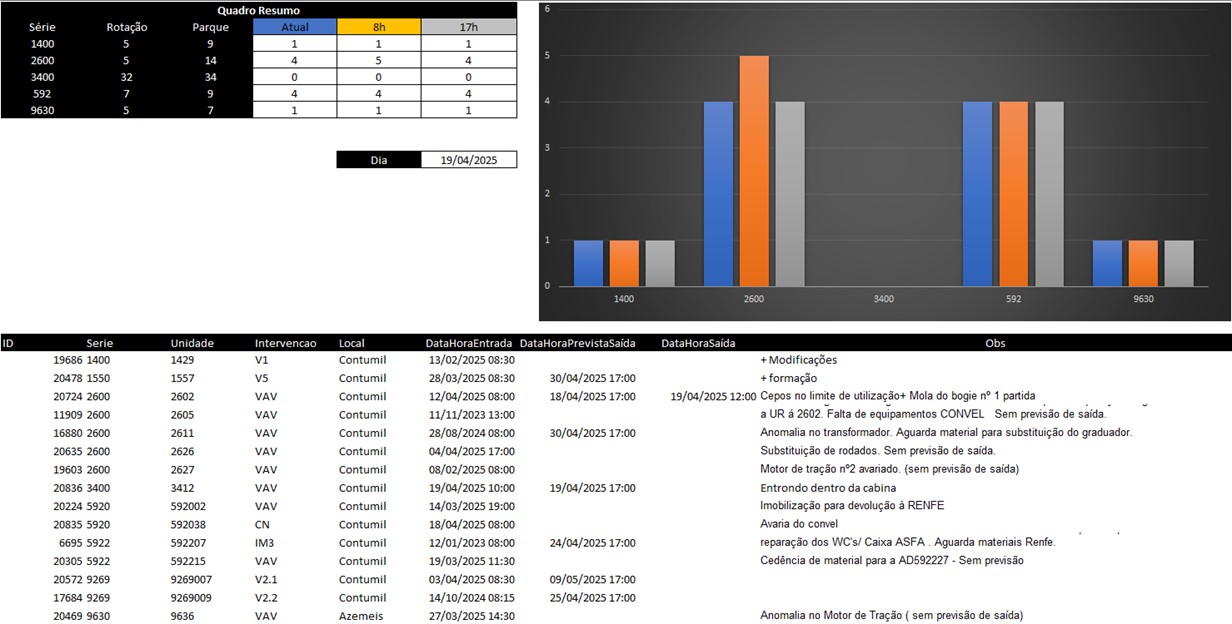 Quadro Resumo
Série Rotação Parque Atual 8h 17h
1400 5 9 1 1 1
2600 5 14 4 5 4
3400 32 34 0 0 0
592 7 9 4 4 4
9630 5 7 1 1 1
Dia 19/04/2025
6
5
4
3
2
1
0
1400 2600 3400 592 9630
ID Serie Unidade Intervencao Local DataHoraEntrada DataHoraPrevistaSaída DataHoraSaída Obs
19686 1400 1429 V1 Contumil 13/02/2025 08:30 + Modificações
20478 1550 1557 V5 Contumil 28/03/2025 08:30 30/04/2025 17:00 + formação
20724 2600 2602 VAV Contumil 12/04/2025 08:00 18/04/2025 17:00 19/04/2025 12:00 Cepos no limite de utilização+ Mola do bogie nº 1 partida
11909 2600 2605 VAV Contumil 11/11/2023 13:00 a UR á 2602. Falta de equipamentos CONVEL Sem previsão de saída.
16880 2600 2611 VAV Contumil 28/08/2024 08:00 30/04/2025 17:00 Anomalia no transformador. Aguarda material para substituição do graduador.
20635 2600 2626 VAV Contumil 04/04/2025 17:00 Substituição de rodados. Sem previsão de saída.
19603 2600 2627 VAV Contumil 08/02/2025 08:00 Motor de tração nº2 avariado. (sem previsão de saída)
20836 3400 3412 VAV Contumil 19/04/2025 10:00 19/04/2025 17:00 Entrondo dentro da cabina
20224 5920 592002 VAV Contumil 14/03/2025 19:00 Imobilização para devolução à RENFE
20835 5920 592038 CN Contumil 18/04/2025 08:00 Avaria do convel
6695 5922 592207 IM3 Contumil 12/01/2023 08:00 24/04/2025 17:00 reparação dos WC's/ Caixa ASFA . Aguarda materiais Renfe.
20305 5922 592215 VAV Contumil 19/03/2025 11:30 Cedência de material para a AD592227 - Sem previsão
20572 9269 9269007 V2.1 Contumil 03/04/2025 08:30 09/05/2025 17:00
17684 9269 9269009 V2.2 Contumil 14/10/2024 08:15 25/04/2025 17:00
20469 9630 9636 VAV Azemeis 27/03/2025 14:30 Anomalia no Motor de Tração ( sem previsão de saída)